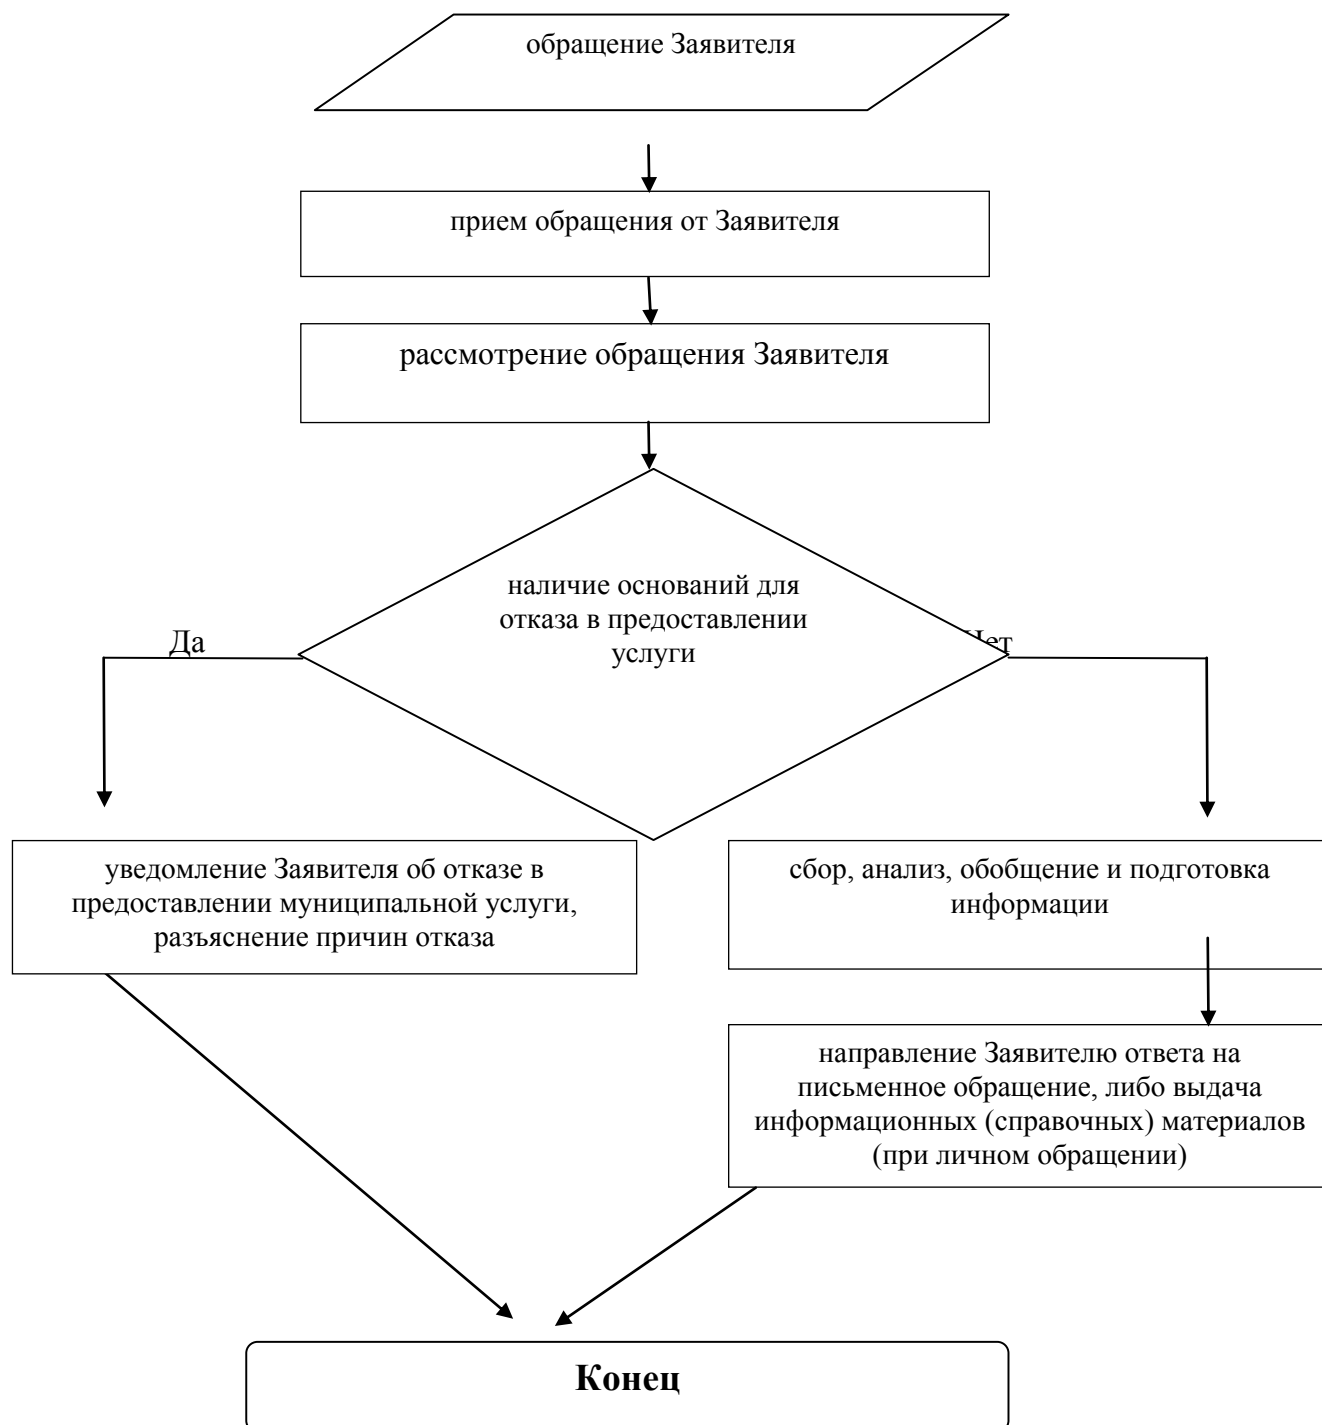 обращение Заявителя
прием обращения от Заявителя
рассмотрение обращения Заявителя
наличие оснований для
отказа в предоставлении
услуги
Да
Нет
уведомление Заявителя об отказе в
предоставлении муниципальной услуги,
разъяснение причин отказа
сбор, анализ, обобщение и подготовка
информации
направление Заявителю ответа на
письменное обращение, либо выдача
информационных (справочных) материалов
(при личном обращении)
Конец